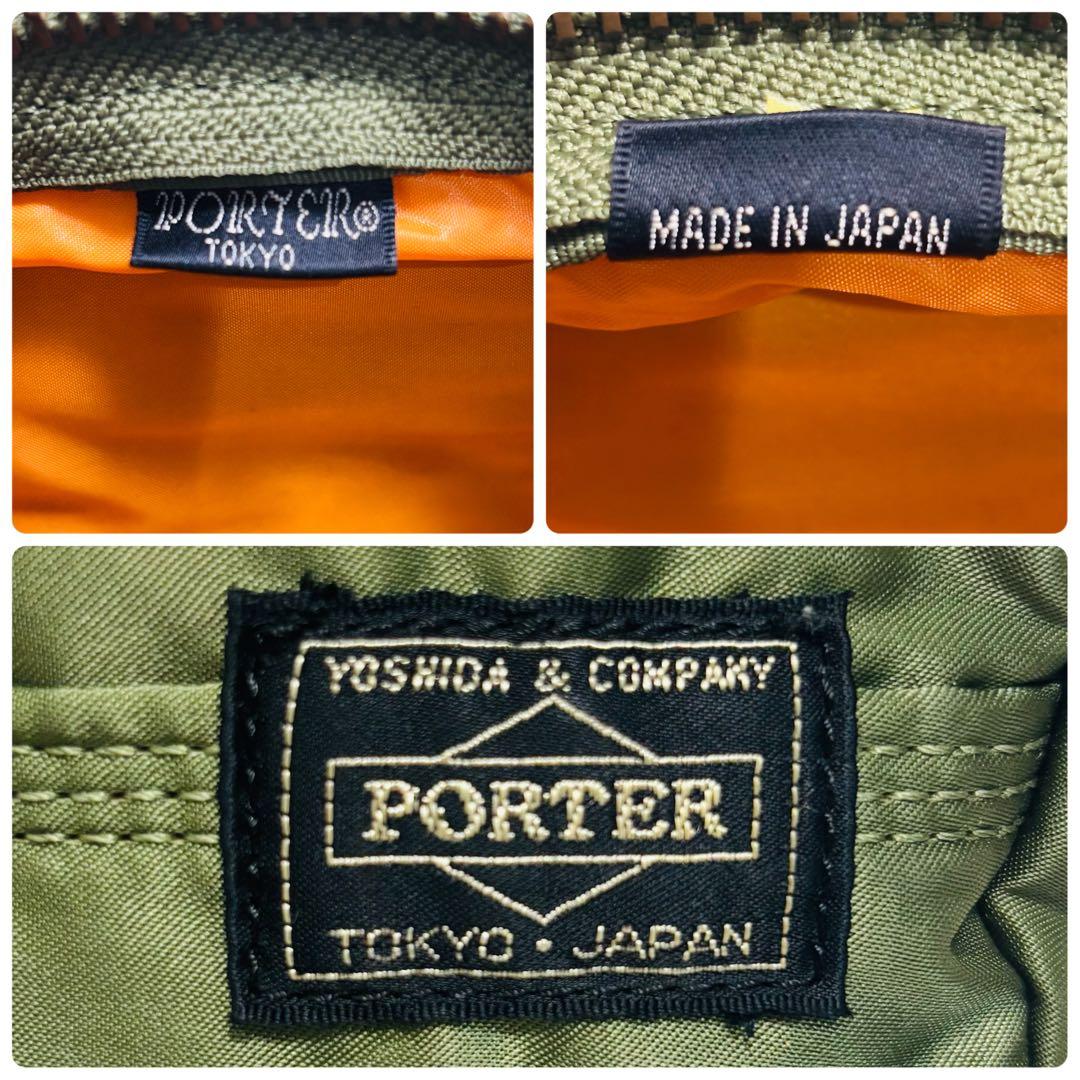 PORTER®
TOKYO
MADE IN JAPAN
YOSHIDA & COMPANY
PORTER
TOKYO · JAPAN